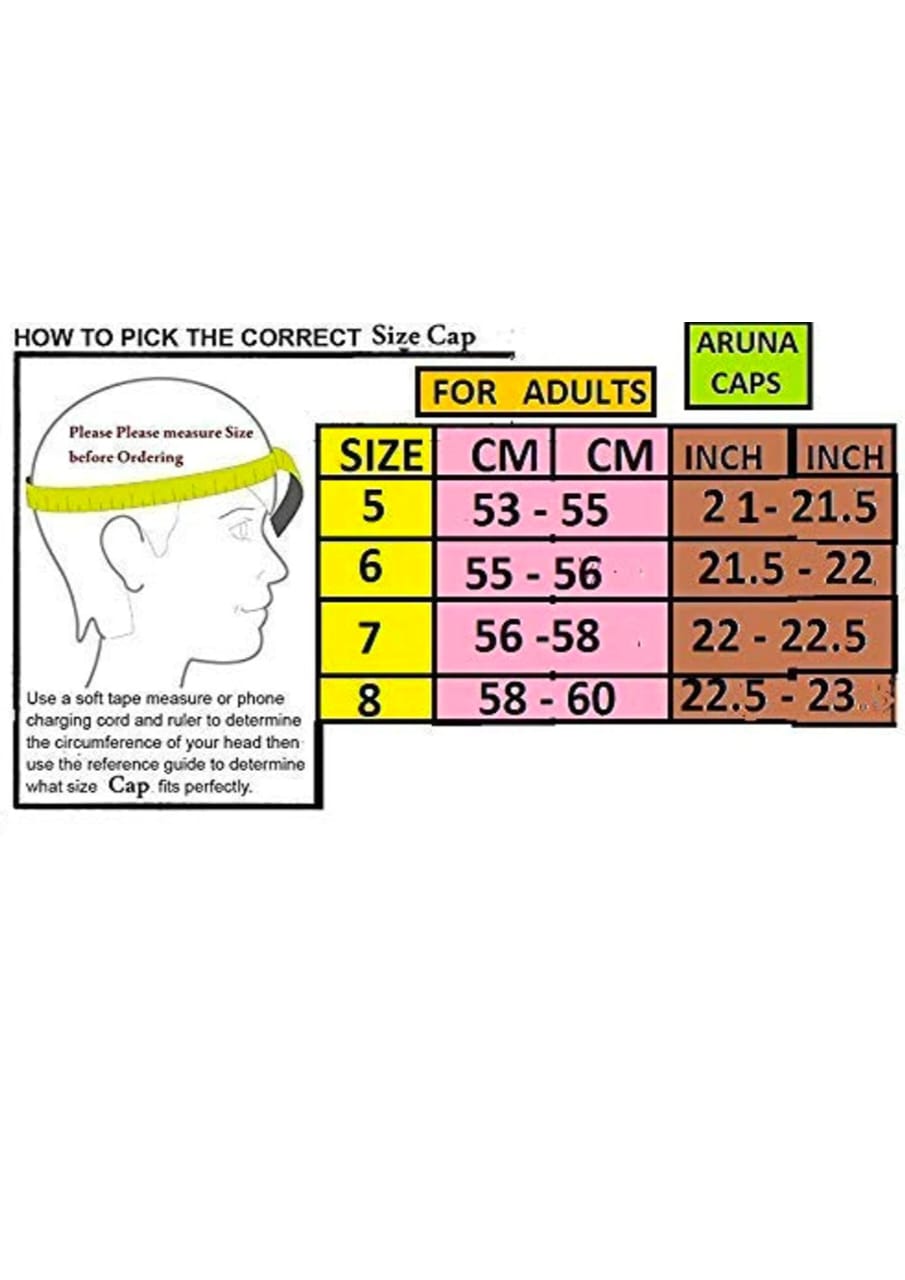 HOW TO PICK THE CORRECT Size Cap
Please Please measure Size
before Ordering
Use a soft tape measure or phone
charging cord and ruler to determine
the circumference of your head then
use the reference guide to determine
what size Cap fits perfectly.
ARUNA
CAPS
FOR ADULTS
SIZE CM CM INCH INCH
5 53 - 55 21- 21.5
6 55 - 56 21.5 - 22
7 56 -58 22 - 22.5
8 58 - 60 22.5 - 23